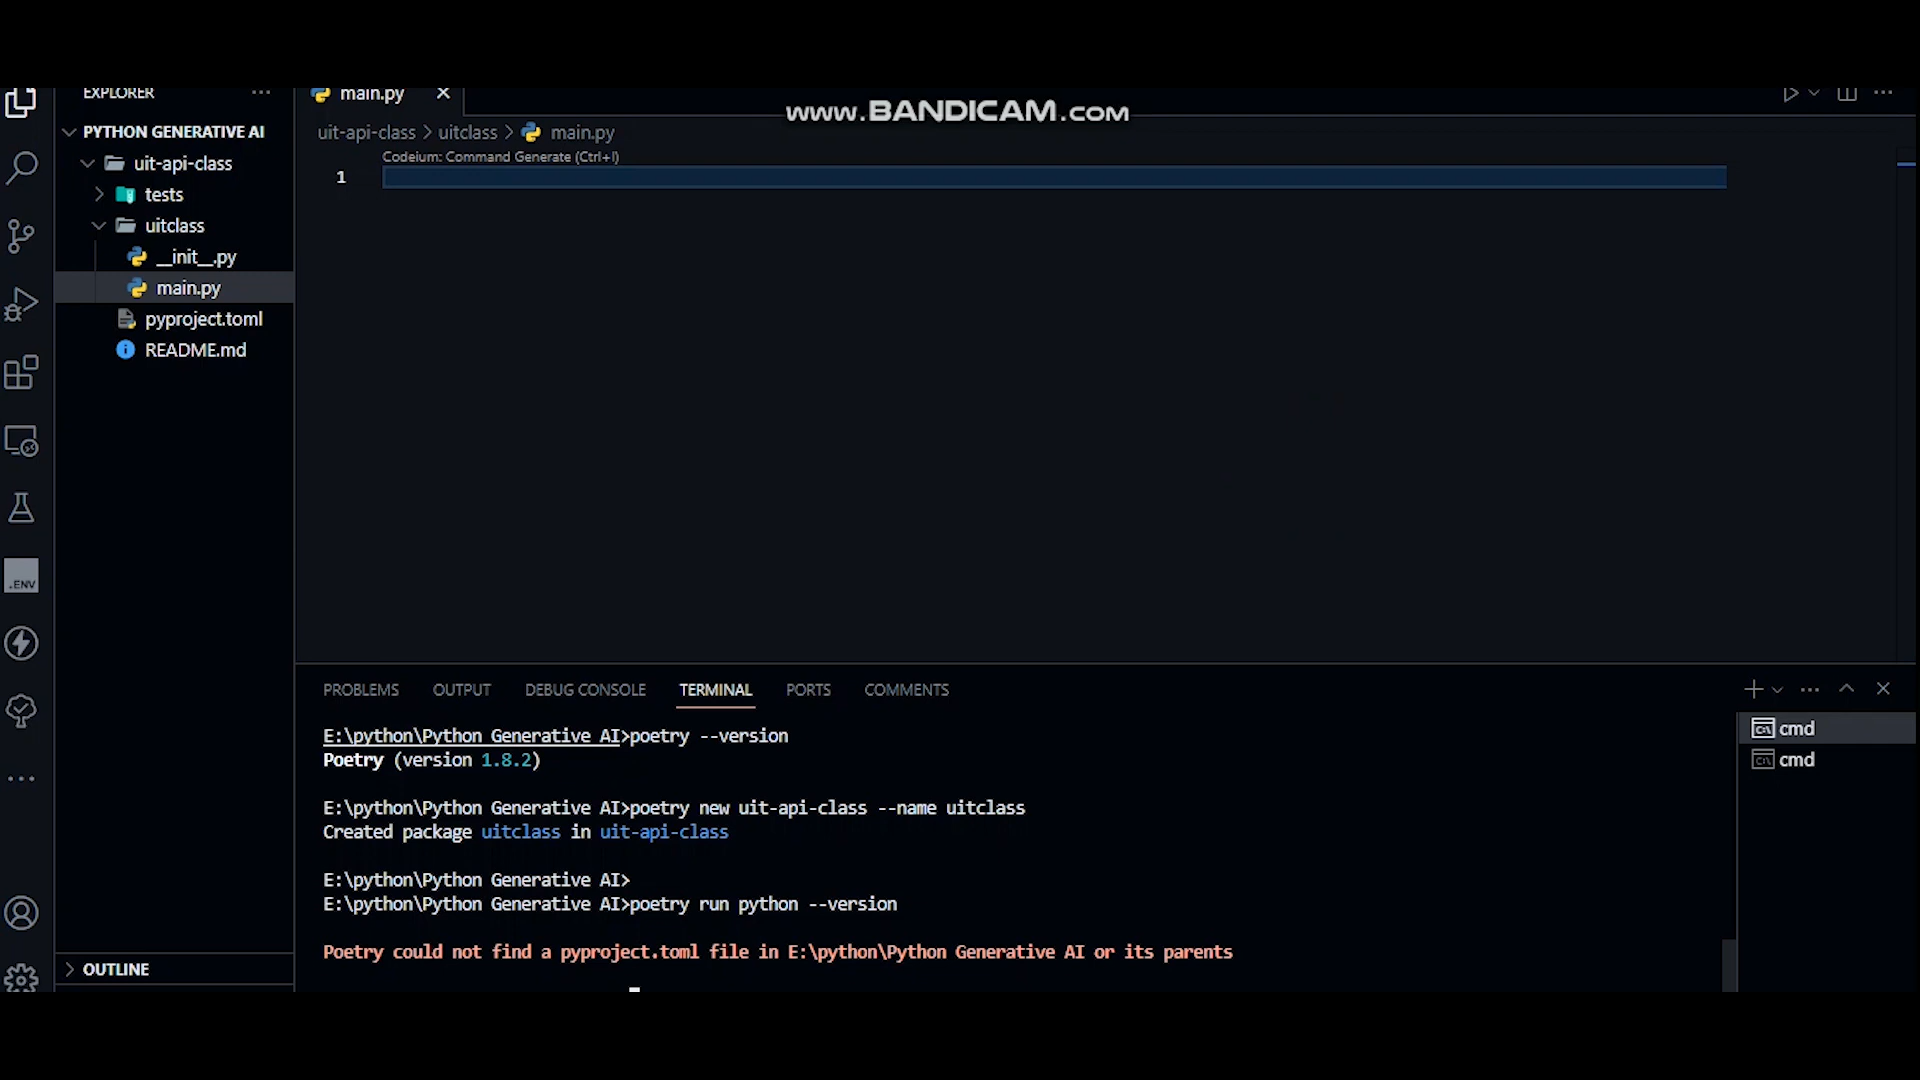 www.BANDICAM.com
EXPLORER
main.py
PYTHON GENERATIVE AI
uit-api-class
tests
uitclass
__init__.py
main.py
pyproject.toml
README.md
OUTLINE
.ENV
uit-api-class > uitclass > main.py
Codeium: Command Generate (Ctrl+I)
1
PROBLEMS OUTPUT DEBUG CONSOLE TERMINAL PORTS COMMENTS
E:\python\Python Generative AI>poetry --version
Poetry (version 1.8.2)
E:\python\Python Generative AI>poetry new uit-api-class --name uitclass
Created package uitclass in uit-api-class
E:\python\Python Generative AI>
E:\python\Python Generative AI>poetry run python --version
Poetry could not find a pyproject.toml file in E:\python\Python Generative AI or its parents
cmd
cmd